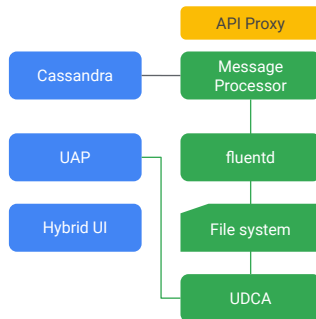 API Proxy
Cassandra
Message
Processor
UAP
fluentd
Hybrid UI
File system
UDCA